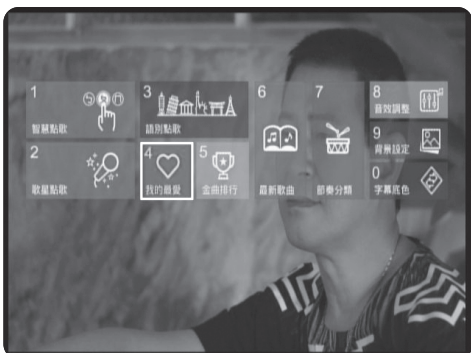 1
智慧點歌
2
歌星點歌
3
語別點歌
4
我的最愛
5
金曲排行
6
最新歌曲
7
節奏分類
8
音效調整
9
背景設定
0
字幕底色